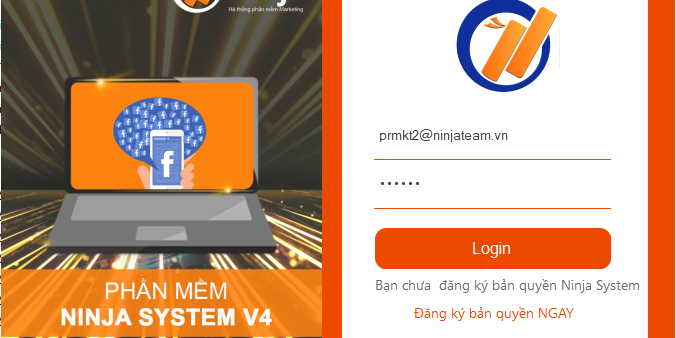 Hệ thống phần mềm Marketing
PHẦN MỀM
NINJA SYSTEM V4
prmkt2@ninjateam.vn
••••••
Login
Bạn chưa đăng ký bản quyền Ninja System
Đăng ký bản quyền NGAY